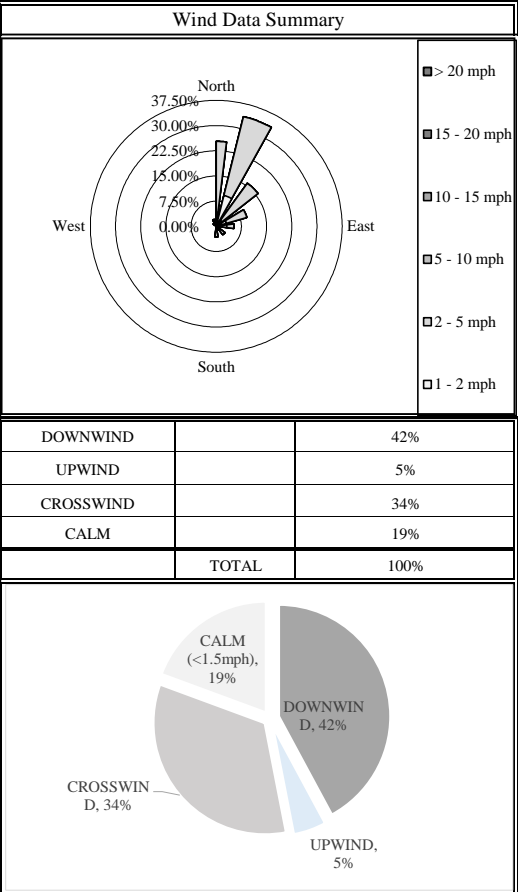 Wind Data Summary
North
37.50%
30.00%
22.50%
15.00%
7.50%
0.00%
West
East
South
> 20 mph
15 - 20 mph
10 - 15 mph
5 - 10 mph
2 - 5 mph
1 - 2 mph
DOWNWIND 42%
UPWIND 5%
CROSSWIND 34%
CALM 19%
TOTAL 100%
CALM
(<1.5mph),
19%
DOWNWIN
D, 42%
CROSSWIN
D, 34%
UPWIND,
5%